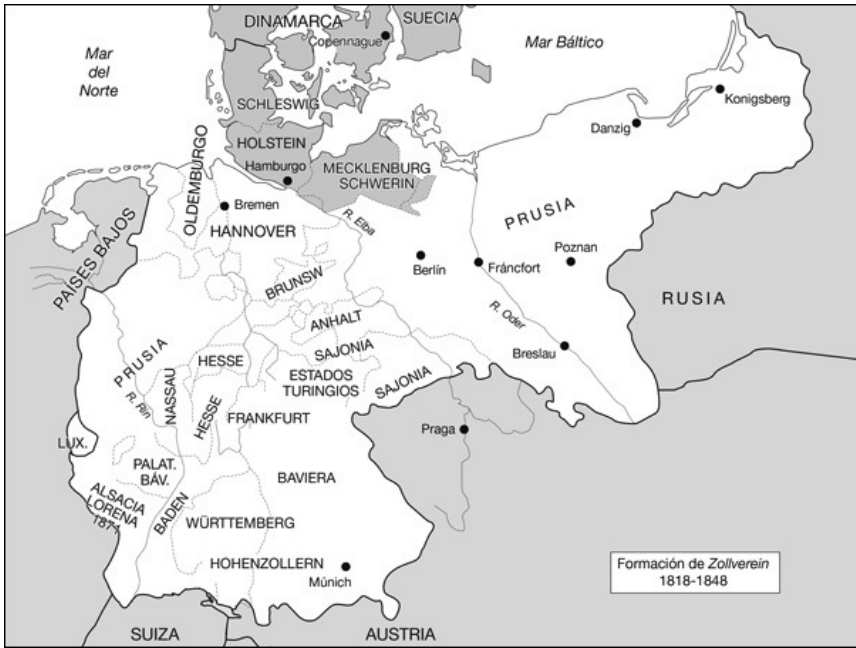 DINAMARCA
SUECIA
Copennague
Mar
del
Norte
Mar Báltico
SCHLESWIG
Konigsberg
Danzig
HOLSTEIN
Hamburgo
MECKLENBURG
SCHWERIN
OLDEMBURGO
Bremen
HANNOVER
R. Elba
PRUSIA
PAÍSES BAJOS
Berlín
Fráncfort
Poznan
RUSIA
BRUNSW
ANHALT
R. Oder
Breslau
PRUSIA
HESSE
SAJONIA
ESTADOS
TURINGIOS
SAJONIA
NASSAU
R. Rin
HESSE
FRANKFURT
Praga
LUX.
PALAT.
BÁV.
BAVIERA
ALSACIA
LORENA
1871
BADEN
WÜRTTEMBERG
HOHENZOLLERN
Múnich
Formación de Zollverein
1818-1848
SUIZA
AUSTRIA